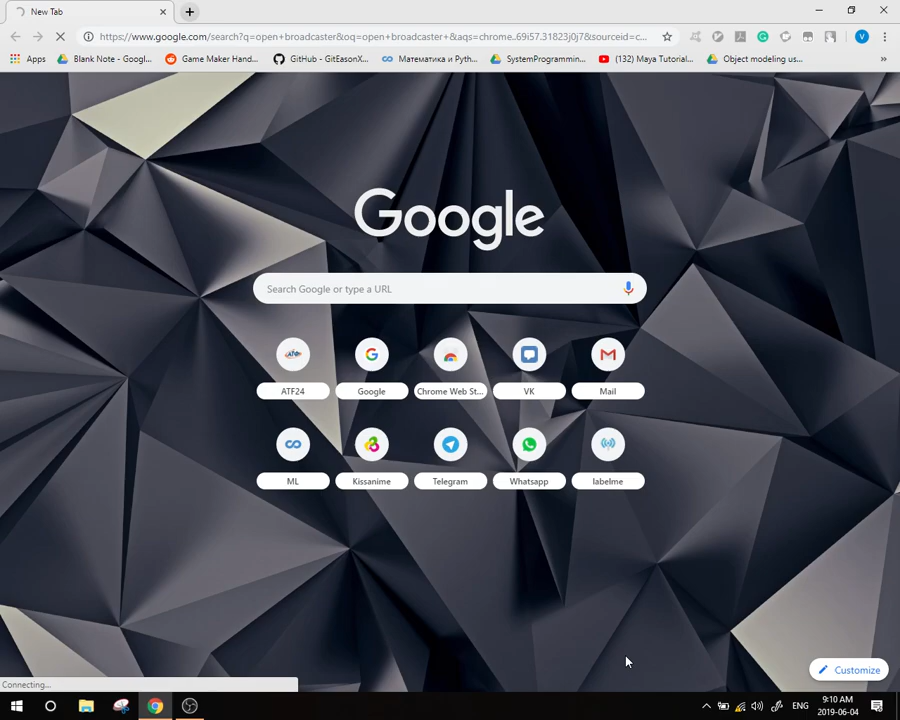 New Tab
https://www.google.com/search?q=open+broadcaster&oq=open+broadcaster+&aqs=chrome..69i57.31823j0j7&sourceid=c...
V
Apps
Blank Note - Googl...
Game Maker Hand...
GitHub - GitEasonX...
Математика и Pyth...
SystemProgrammin...
(132) Maya Tutorial...
Object modeling us...
»
Google
Search Google or type a URL
ATF24
Google
Chrome Web St...
VK
Mail
ML
Kissanime
Telegram
Whatsapp
labelme
Customize
Connecting...
ENG
9:10 AM
2019-06-04